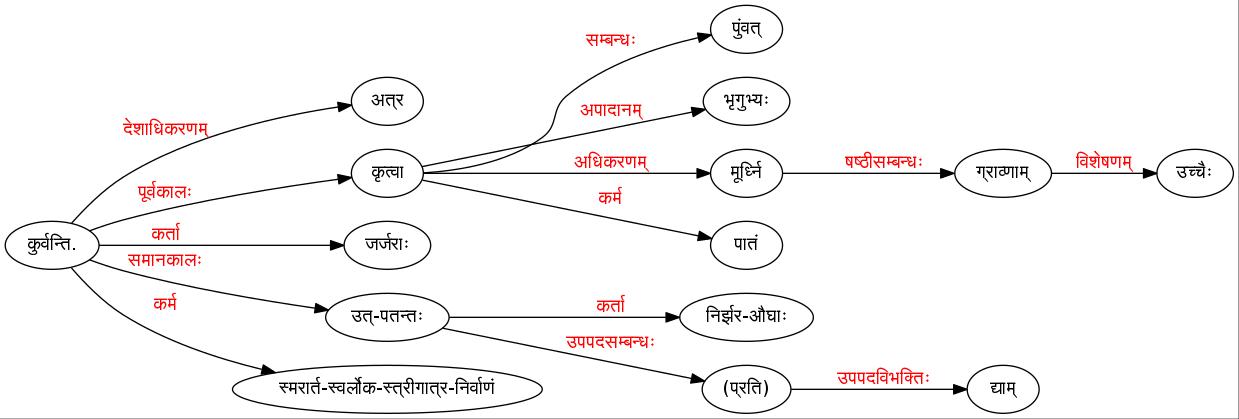 पुंवत्
सम्बन्धः
अत्र
अपादानम्
भृगुभ्यः
देशाधिकरणम्
कृत्वा
अधिकरणम्
मूर्ध्नि
षष्ठीसम्बन्धः
ग्राव्णाम्
विशेषणम्
उच्चैः
पूर्वकालः
कर्म
कुर्वन्ति.
कर्ता
जर्जराः
पातं
समानकालः
कर्म
उत्-पतन्तः
कर्ता
निर्झर-औघाः
उपपदसम्बन्धः
स्मरार्त-स्वर्लोक-स्त्रीगात्र-निर्वाणं
(प्रति)
उपपदविभक्तिः
द्याम्